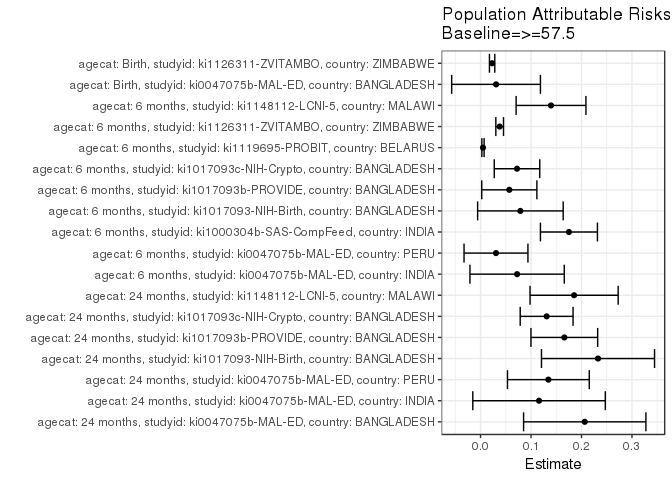 Population Attributable Risks
Baseline=>=57.5
agecat: Birth, studyid: ki1126311-ZVITAMBO, country: ZIMBABWE
agecat: Birth, studyid: ki0047075b-MAL-ED, country: BANGLADESH
agecat: 6 months, studyid: ki1148112-LCNI-5, country: MALAWI
agecat: 6 months, studyid: ki1126311-ZVITAMBO, country: ZIMBABWE
agecat: 6 months, studyid: ki1119695-PROBIT, country: BELARUS
agecat: 6 months, studyid: ki1017093c-NIH-Crypto, country: BANGLADESH
agecat: 6 months, studyid: ki1017093b-PROVIDE, country: BANGLADESH
agecat: 6 months, studyid: ki1017093-NIH-Birth, country: BANGLADESH
agecat: 6 months, studyid: ki1000304b-SAS-CompFeed, country: INDIA
agecat: 6 months, studyid: ki0047075b-MAL-ED, country: PERU
agecat: 6 months, studyid: ki0047075b-MAL-ED, country: INDIA
agecat: 24 months, studyid: ki1148112-LCNI-5, country: MALAWI
agecat: 24 months, studyid: ki1017093c-NIH-Crypto, country: BANGLADESH
agecat: 24 months, studyid: ki1017093b-PROVIDE, country: BANGLADESH
agecat: 24 months, studyid: ki1017093-NIH-Birth, country: BANGLADESH
agecat: 24 months, studyid: ki0047075b-MAL-ED, country: PERU
agecat: 24 months, studyid: ki0047075b-MAL-ED, country: INDIA
agecat: 24 months, studyid: ki0047075b-MAL-ED, country: BANGLADESH
0.0 0.1 0.2 0.3
Estimate